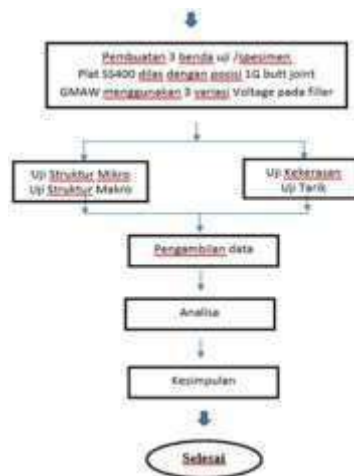 Pembuatan 3 benda uji /spesimen
Plat SS400 dilas dengan posisi 1G butt joint
GMAW menggunakan 3 variasi Voltage pada filler
Uji Struktur Mikro
Uji Struktur Makro
Uji Kekerasan
Uji Tarik
Pengambilan data
Analisa
Kesimpulan
Selesai